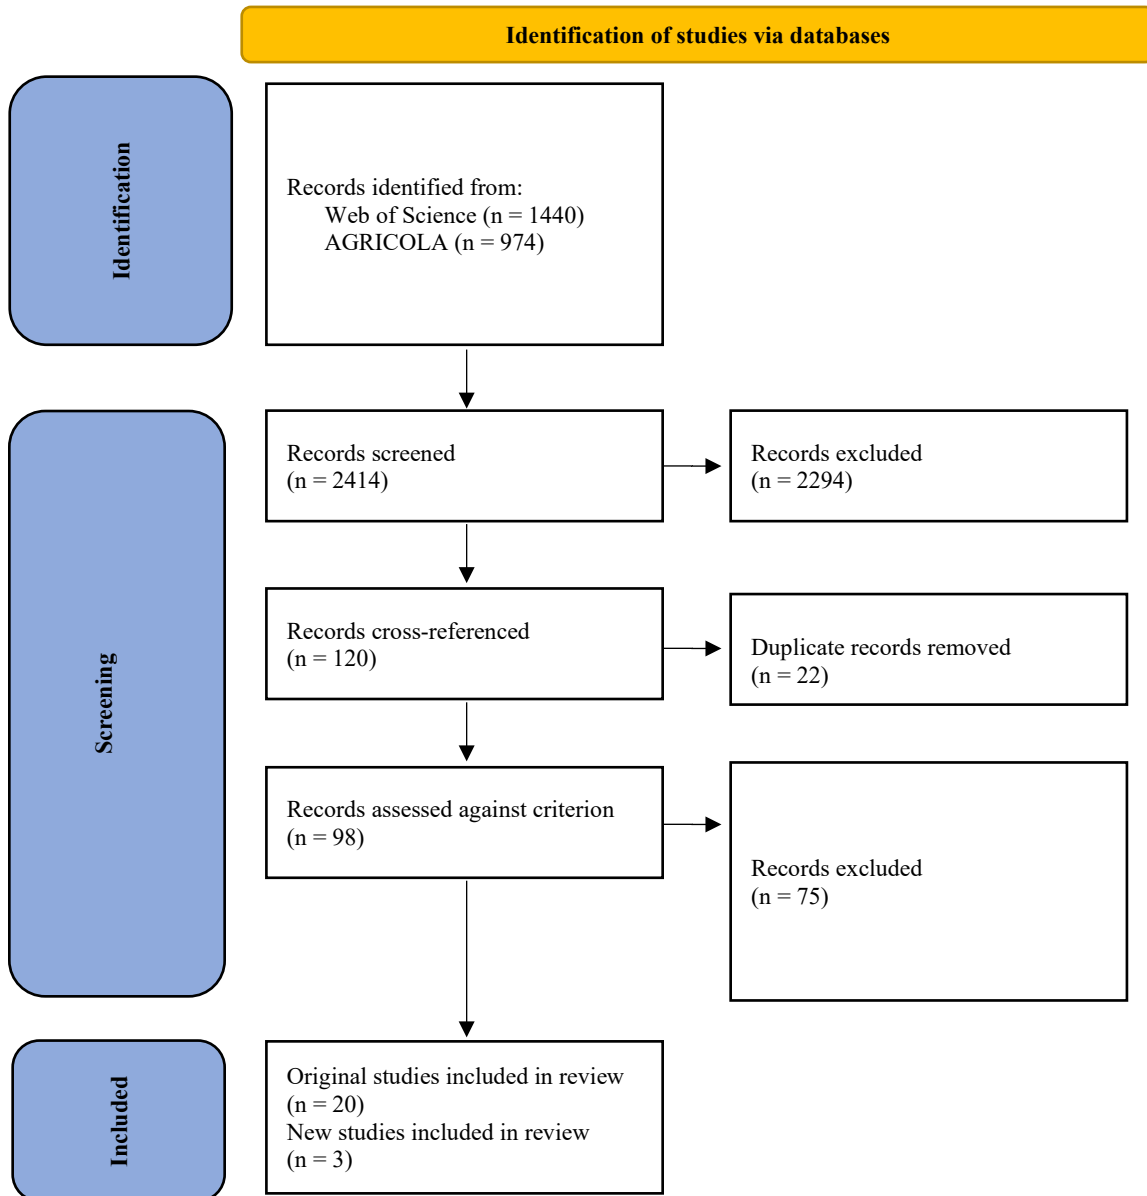 Identification of studies via databases
Identification
Records identified from:
Web of Science (n = 1440)
AGRICOLA (n = 974)
Screening
Records screened
(n = 2414)
Records excluded
(n = 2294)
Records cross-referenced
(n = 120)
Duplicate records removed
(n = 22)
Records assessed against criterion
(n = 98)
Records excluded
(n = 75)
Included
Original studies included in review
(n = 20)
New studies included in review
(n = 3)